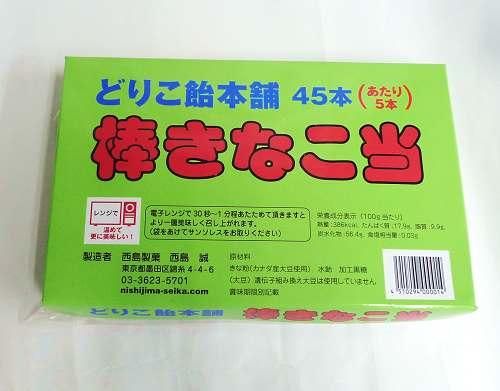 どりこ飴本舗 45本(あたり5本)
棒きなこ当
レンジで
温めて
更に美味しい!
電子レンジで30秒〜1分程あたためて頂きますと
より一層美味しく召し上がれます。
(袋をあけてサンソレスをお取りください)
製造者 西島製菓 西島 誠
東京都墨田区錦糸4-4-6
03-3623-5701
nishijima-seika.com
栄養成分表示(100g当たり)
熱量:386kcal、たんぱく質:17.9g、脂質:9.9g、
炭水化物:56.4g、食塩相当量:0.03g
原材料
きな粉(カナダ産大豆使用) 水飴 加工黒糖
(大豆)遺伝子組み換え大豆は使用していません
賞味期限別記載
4 510294 000014
どりこ飴本舗 棒きなこ当